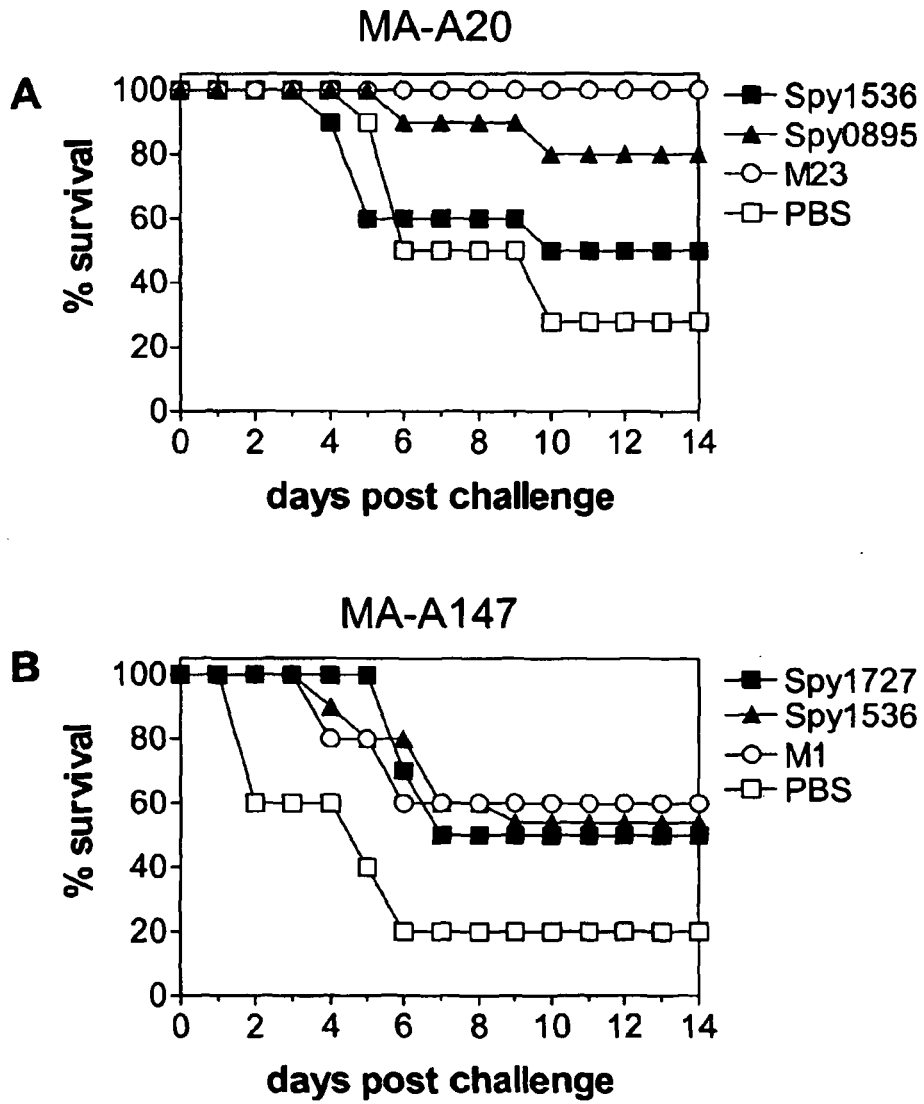 MA-A20
A
% survival
100
80
60
40
20
0
0 2 4 6 8 10 12 14
days post challenge
Spy1536
Spy0895
M23
PBS
MA-A147
B
% survival
100
80
60
40
20
0
0 2 4 6 8 10 12 14
days post challenge
Spy1727
Spy1536
M1
PBS